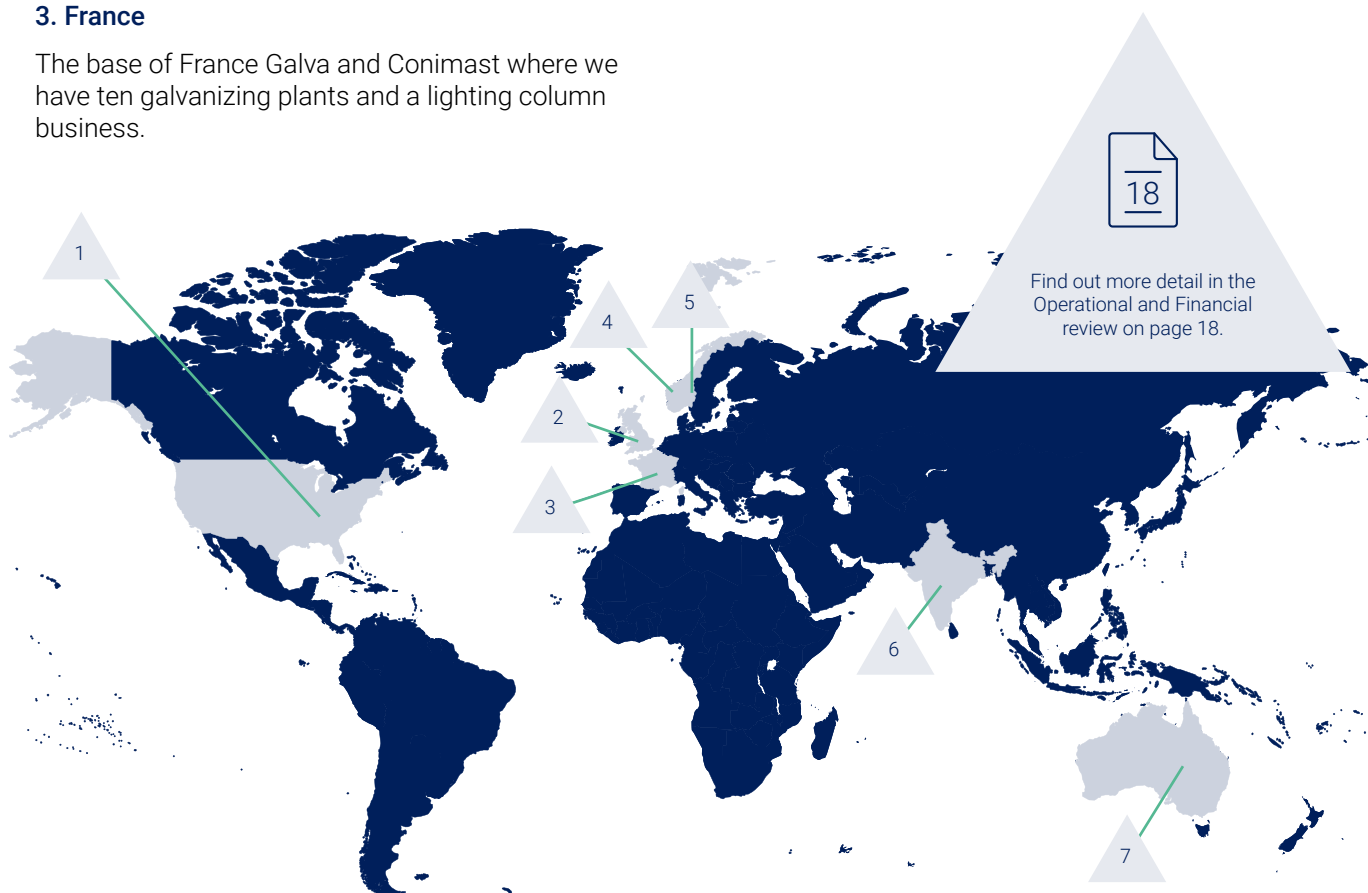 3. France
The base of France Galva and Conimast where we
have ten galvanizing plants and a lighting column
business.
18
Find out more detail in the
Operational and Financial
review on page 18.
1
5
4
2
3
6
7